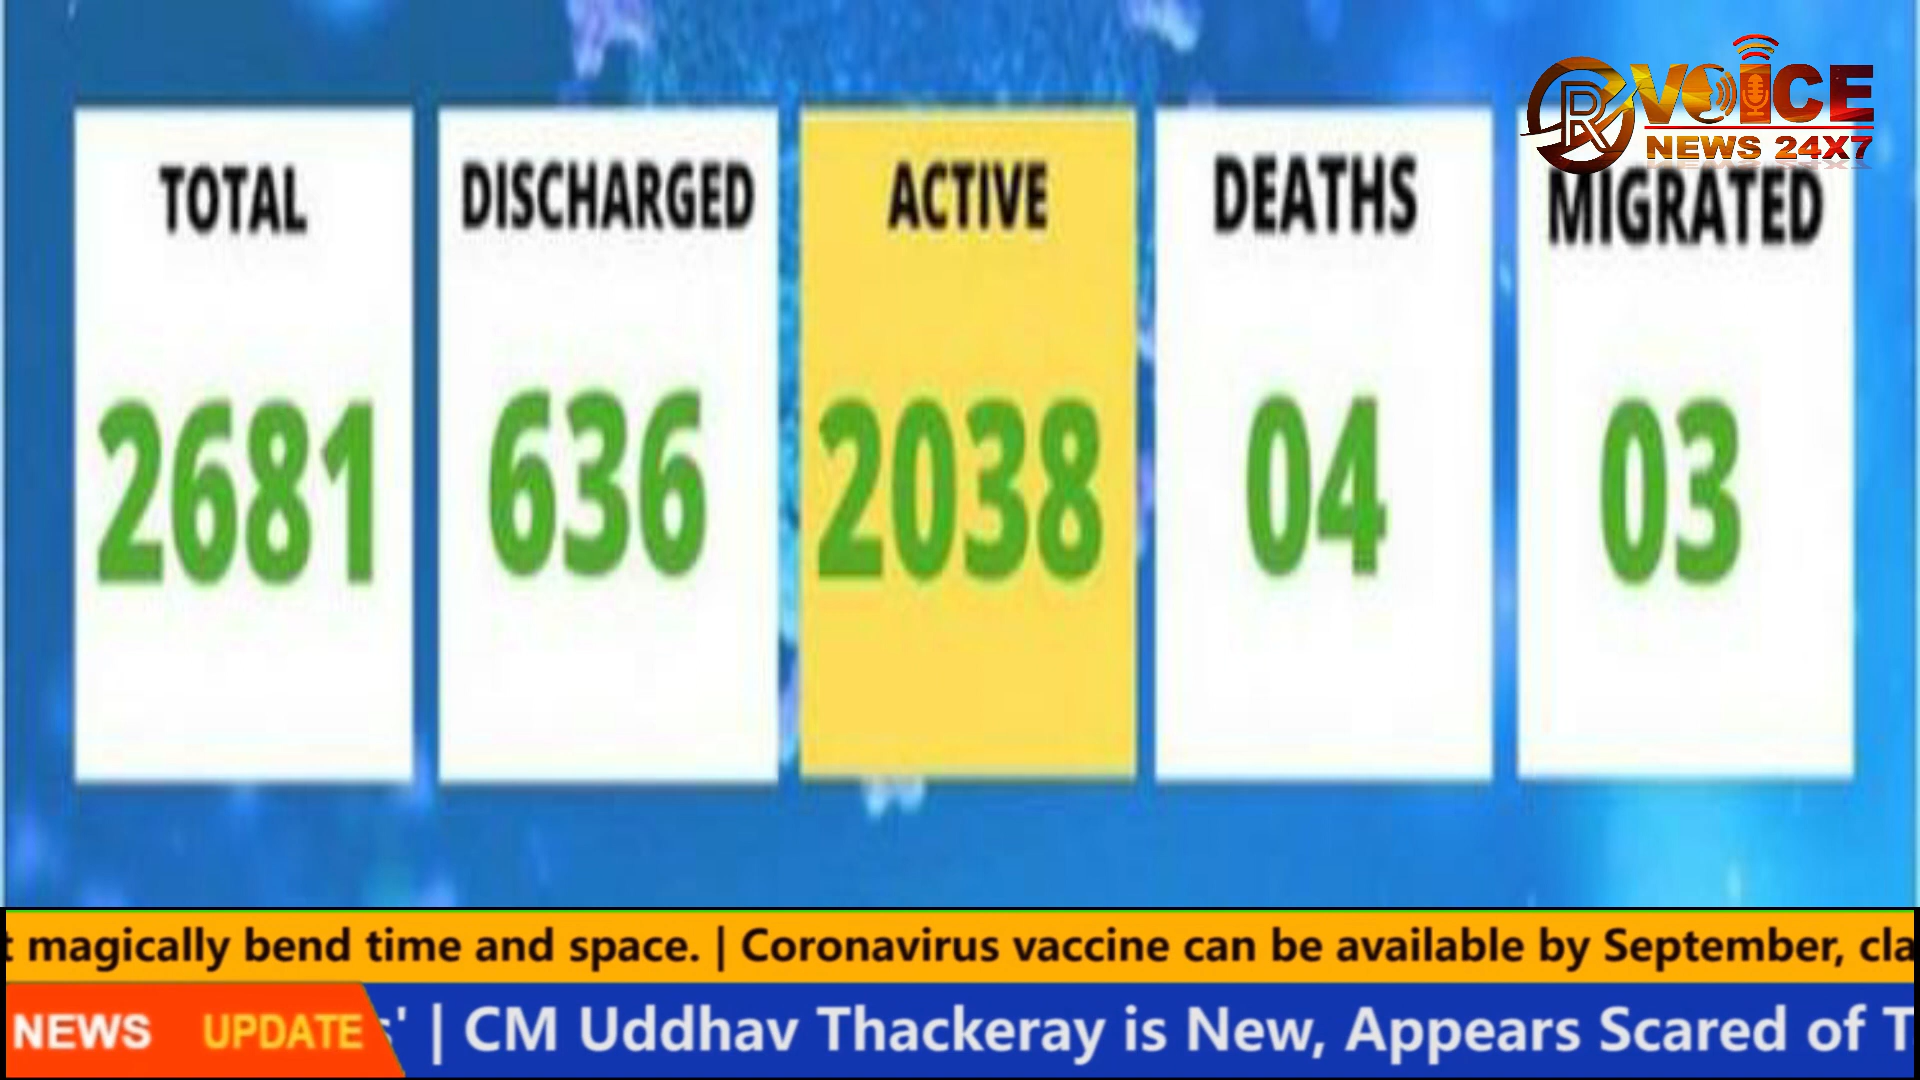 R VOICE
NEWS 24X7
TOTAL DISCHARGED ACTIVE DEATHS MIGRATED
2681 636 2038 04 03
t magically bend time and space. | Coronavirus vaccine can be available by September, cla
NEWS UPDATE s' | CM Uddhav Thackeray is New, Appears Scared of T